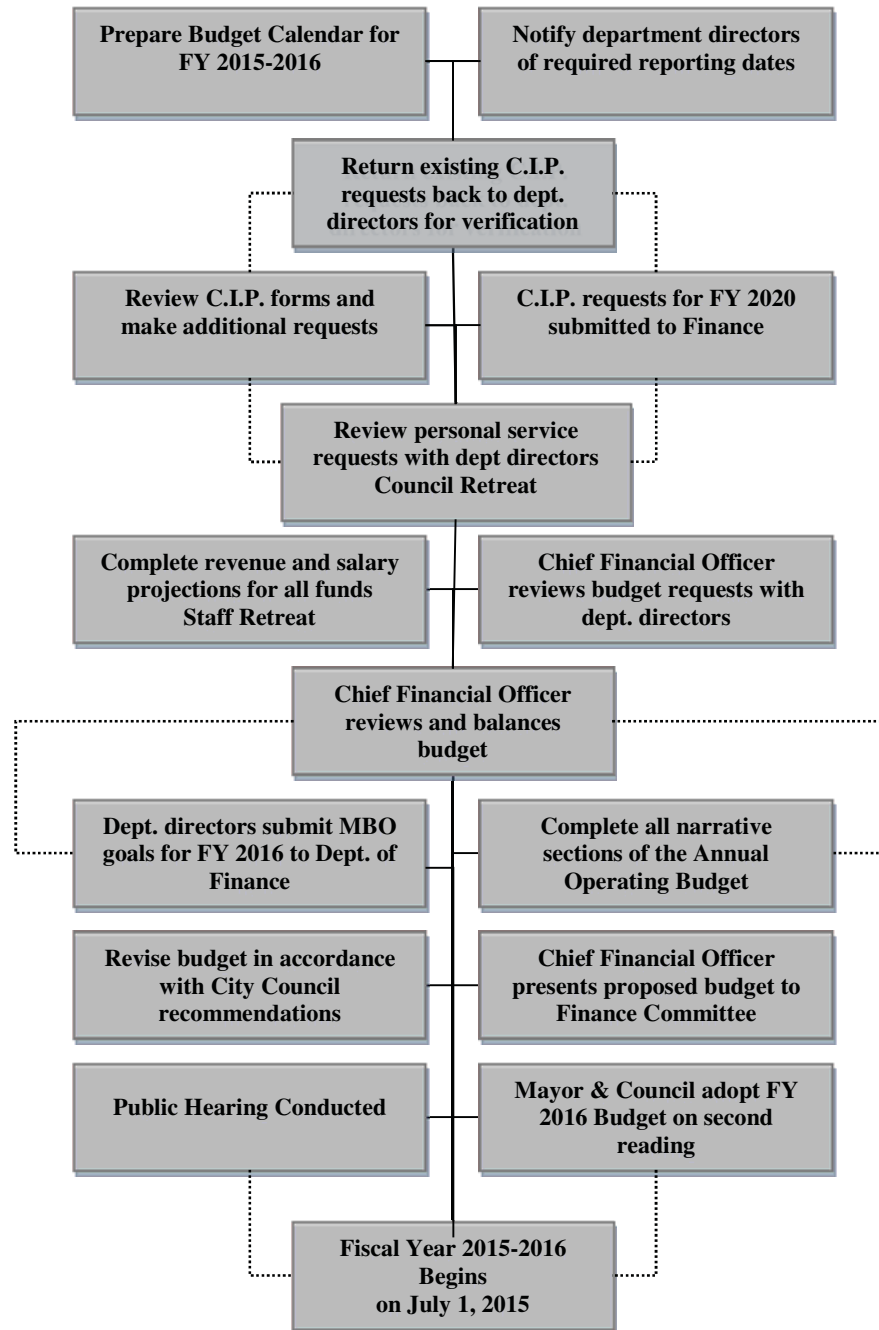 Prepare Budget Calendar for
FY 2015-2016
Notify department directors
of required reporting dates
Return existing C.I.P.
requests back to dept.
directors for verification
Review C.I.P. forms and
make additional requests
C.I.P. requests for FY 2020
submitted to Finance
Review personal service
requests with dept directors
Council Retreat
Complete revenue and salary
projections for all funds
Staff Retreat
Chief Financial Officer
reviews budget requests with
dept. directors
Chief Financial Officer
reviews and balances
budget
Dept. directors submit MBO
goals for FY 2016 to Dept. of
Finance
Complete all narrative
sections of the Annual
Operating Budget
Revise budget in accordance
with City Council
recommendations
Chief Financial Officer
presents proposed budget to
Finance Committee
Public Hearing Conducted
Mayor & Council adopt FY
2016 Budget on second
reading
Fiscal Year 2015-2016
Begins
on July 1, 2015